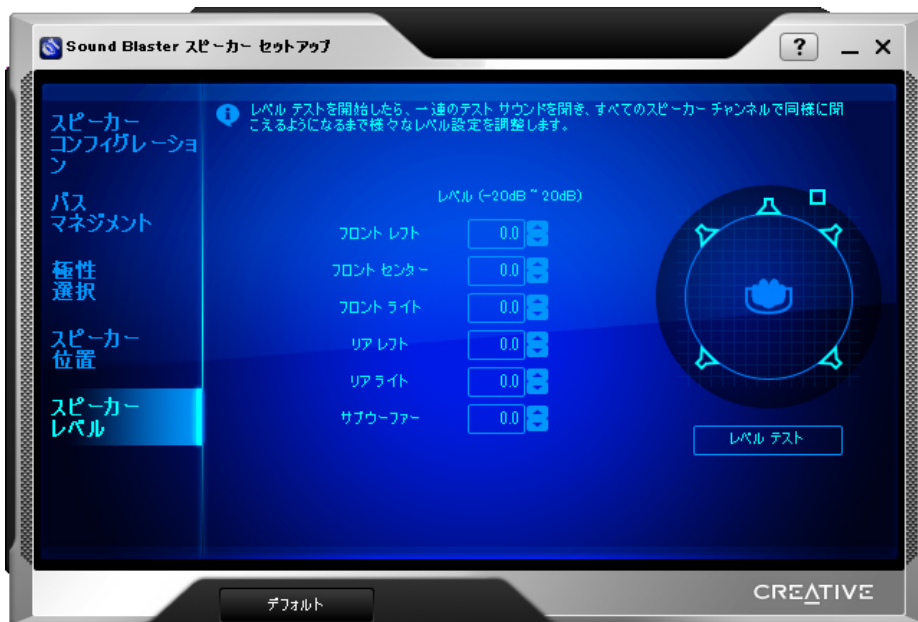 Sound Blaster スピーカー セットアップ
?
レベル テストを開始したら、一連のテスト サウンドを開き、すべてのスピーカー チャンネルで同様に聞
こえるようになるまで様々なレベル設定を調整します。
スピーカー
コンフィグレーショ
ン
バス
マネジメント
極性
選択
スピーカー
位置
スピーカー
レベル
レベル (-20dB ~ 20dB)
フロント レフト 0.0
フロント センター 0.0
フロント ライト 0.0
リア レフト 0.0
リア ライト 0.0
サブウーファー 0.0
レベル テスト
デフォルト
CREATIVE